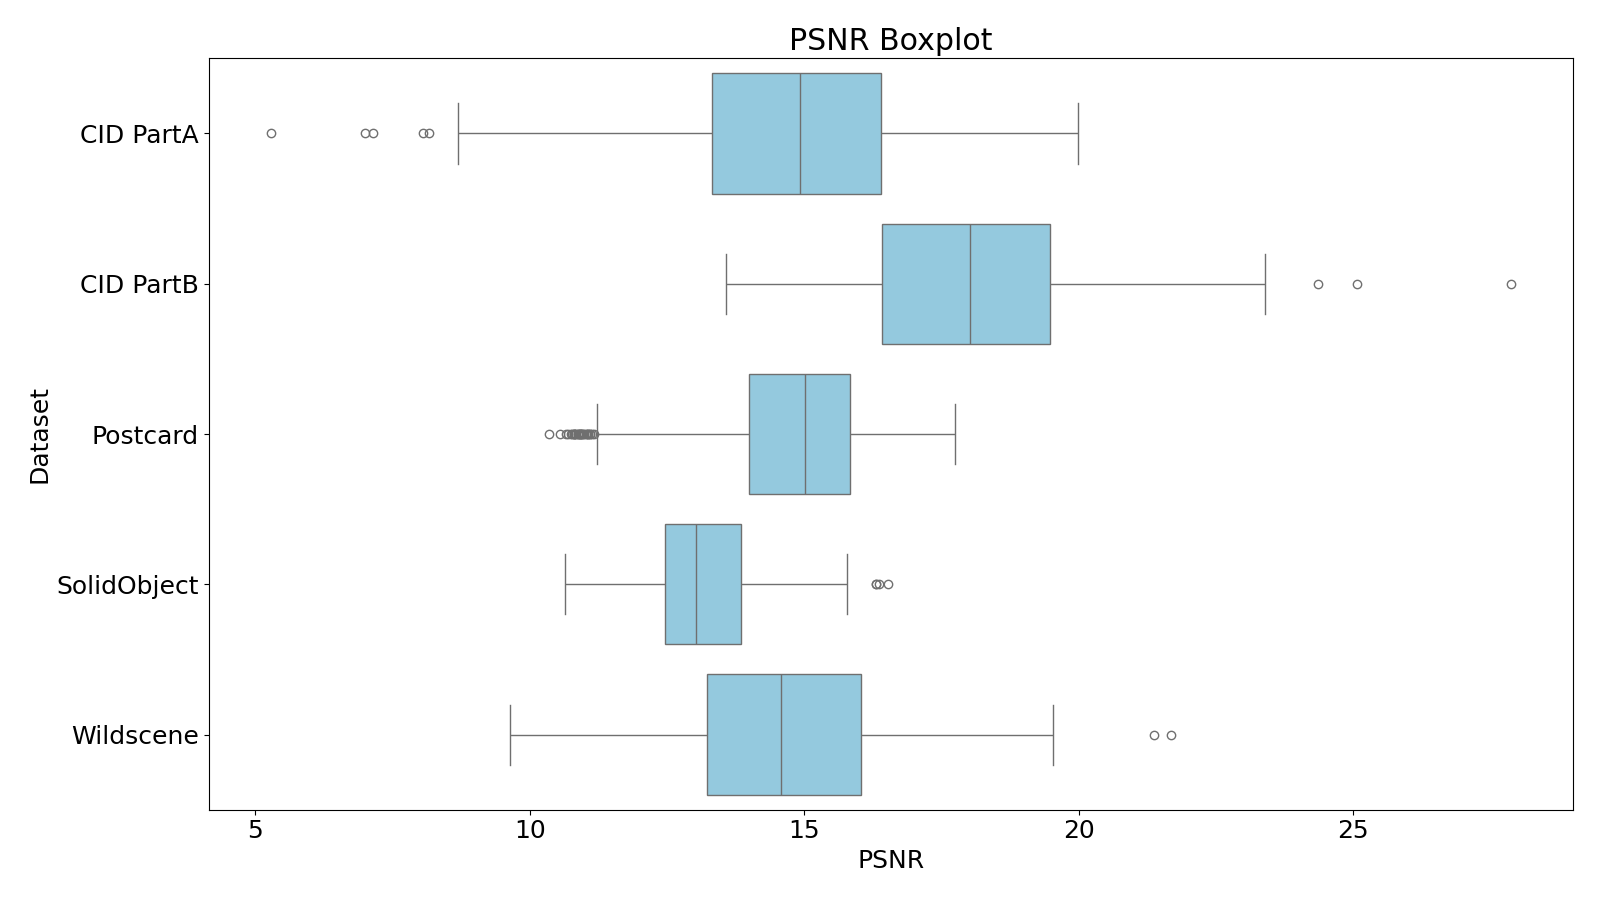 PSNR Boxplot
CID PartA
CID PartB
Postcard
SolidObject
Wildscene
Dataset
5 10 15 20 25
PSNR